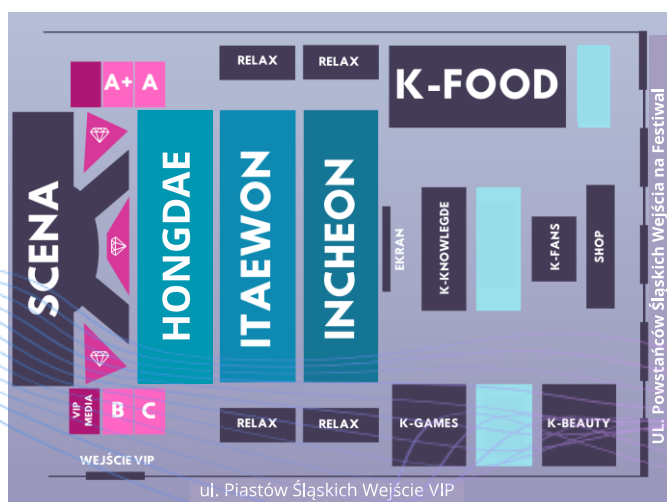 RELAX
RELAX
K-FOOD
A+
A
SCENA
HONGDAE
ITAEWON
INCHEON
EKRAN
K-KNOWLEGDE
K-FANS
SHOP
UL. Powstańców Śląskich Wejścia na Festiwal
VIP
MEDIA
B
C
RELAX
RELAX
K-GAMES
K-BEAUTY
WEJŚCIE VIP
ul. Piastów Śląskich Wejście VIP